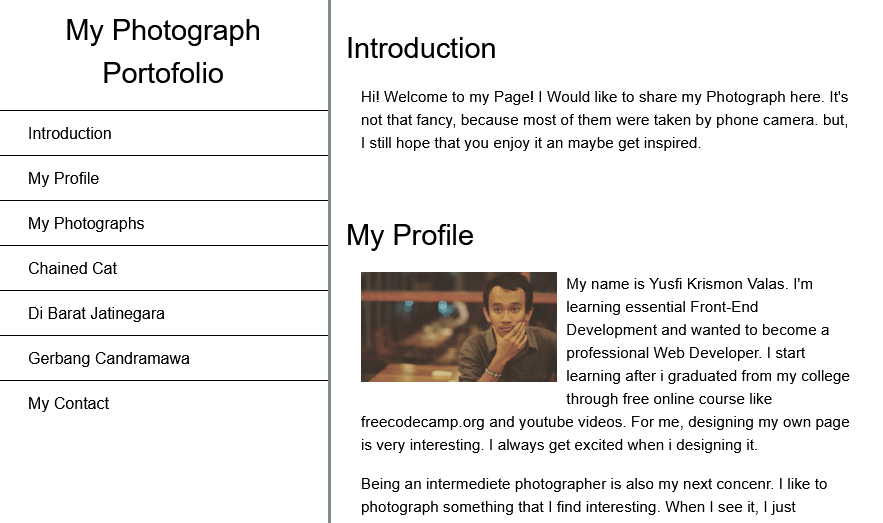 My Photograph
Portofolio
Introduction
My Profile
My Photographs
Chained Cat
Di Barat Jatinegara
Gerbang Candramawa
My Contact
Introduction
Hi! Welcome to my Page! I Would like to share my Photograph here. It's
not that fancy, because most of them were taken by phone camera. but,
I still hope that you enjoy it an maybe get inspired.
My Profile
My name is Yusfi Krismon Valas. I'm
learning essential Front-End
Development and wanted to become a
professional Web Developer. I start
learning after i graduated from my college
through free online course like
freecodecamp.org and youtube videos. For me, designing my own page
is very interesting. I always get excited when i designing it.
Being an intermediete photographer is also my next concenr. I like to
photograph something that I find interesting. When I see it, I just